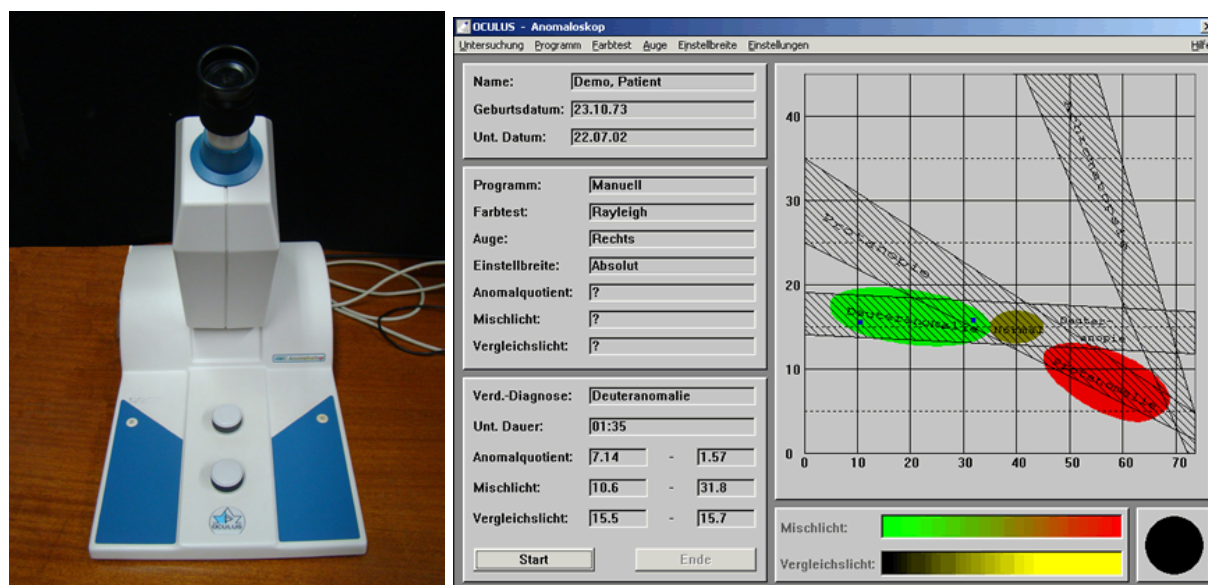 OCULUS
OCULUS - Anomaloskop
Untersuchung Programm Farbtest Auge Einstellbreite Einstellungen Hilfe
Name: Demo, Patient
Geburtsdatum: 23.10.73
Unt. Datum: 22.07.02
Programm: Manuell
Farbtest: Rayleigh
Auge: Rechts
Einstellbreite: Absolut
Anomalquotient: ?
Mischlicht: ?
Vergleichslicht: ?
Verd.-Diagnose: Deuteranomalie
Unt. Dauer: 01:35
Anomalquotient: 7.14 - 1.57
Mischlicht: 10.6 - 31.8
Vergleichslicht: 15.5 - 15.7
Start Ende
40
30
20
10
0
0 10 20 30 40 50 60 70
Achromatopsie
Protanopie
Deuteranomalie
Normal
Deuter-
anopie
Protanomalie
Mischlicht:
Vergleichslicht: